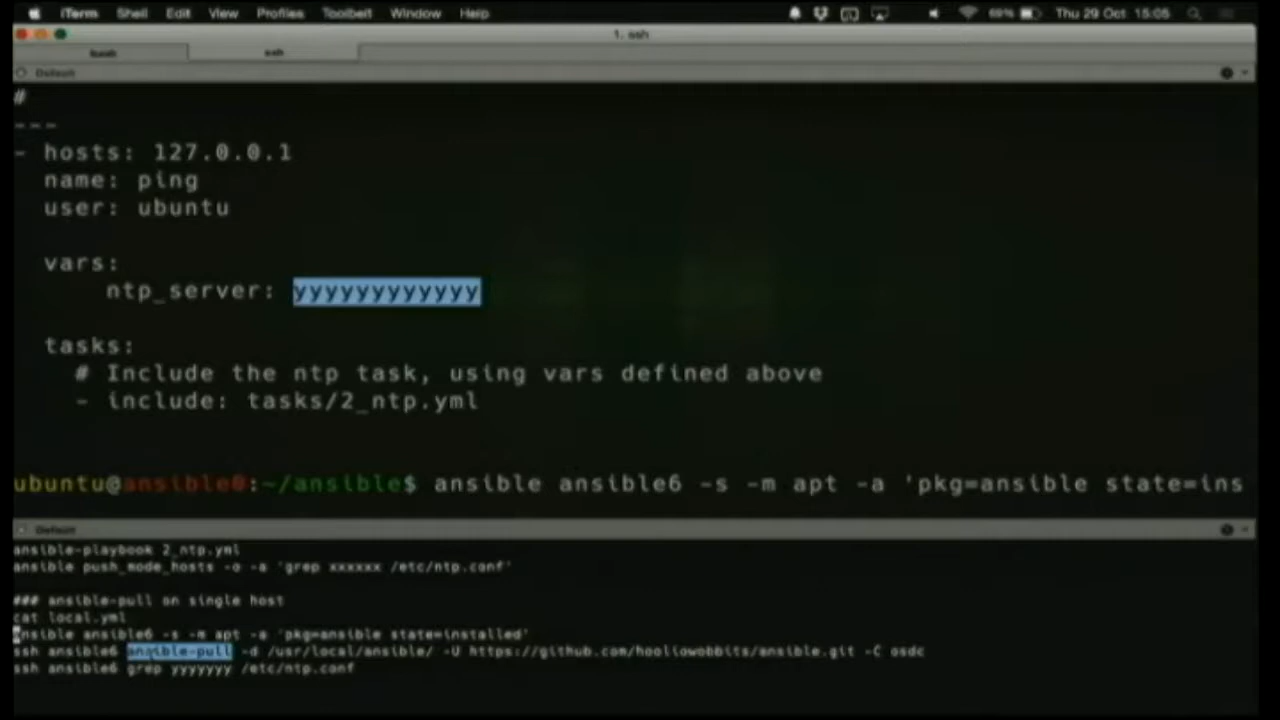 iTerm Shell Edit View Profiles Toolbelt Window Help 69% Thu 29 Oct 15:05
1. ssh
bash ssh
Default
#
---
- hosts: 127.0.0.1
name: ping
user: ubuntu
vars:
ntp_server: yyyyyyyyyyyy
tasks:
# Include the ntp task, using vars defined above
- include: tasks/2_ntp.yml
ubuntu@ansible0:~/ansible$ ansible ansible6 -s -m apt -a 'pkg=ansible state=ins
Default
ansible-playbook 2_ntp.yml
ansible push_mode_hosts -o -a 'grep xxxxxx /etc/ntp.conf'
### ansible-pull on single host
cat local.yml
ansible ansible6 -s -m apt -a 'pkg=ansible state=installed'
ssh ansible6 ansible-pull -d /usr/local/ansible/ -U https://github.com/hooliowobbits/ansible.git -C osdc
ssh ansible6 grep yyyyyyy /etc/ntp.conf